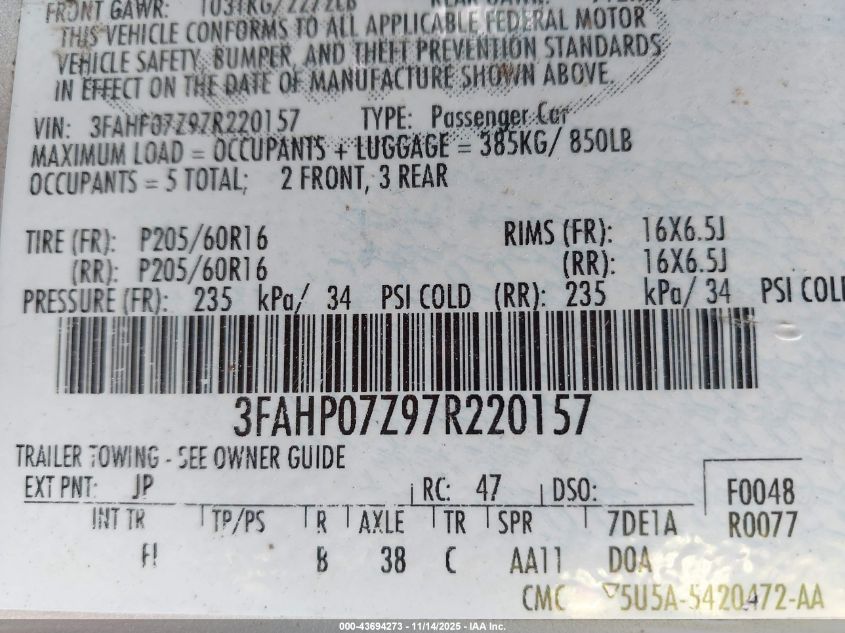 FRONT GAWR: 1031KG/2272LB
THIS VEHICLE CONFORMS TO ALL APPLICABLE FEDERAL MOTOR
VEHICLE SAFETY, BUMPER, AND THEFT PREVENTION STANDARDS
IN EFFECT ON THE DATE OF MANUFACTURE SHOWN ABOVE.
VIN: 3FAHP07Z97R220157 TYPE: Passenger Car
MAXIMUM LOAD = OCCUPANTS + LUGGAGE = 385KG/ 850LB
OCCUPANTS = 5 TOTAL; 2 FRONT, 3 REAR
TIRE (FR): P205/60R16 RIMS (FR): 16X6.5J
(RR): P205/60R16 (RR): 16X6.5J
PRESSURE (FR): 235 kPa/ 34 PSI COLD (RR): 235 kPa/ 34 PSI COLD
3FAHP07Z97R220157
TRAILER TOWING - SEE OWNER GUIDE
EXT PNT: JP RC: 47 DSO: F0048
INT TR TP/PS R AXLE TR SPR 7DE1A R0077
F! B 38 C AA11 D0A
CMC 5U5A-5420472-AA
000-43694273 - 11/14/2025 - IAA Inc.